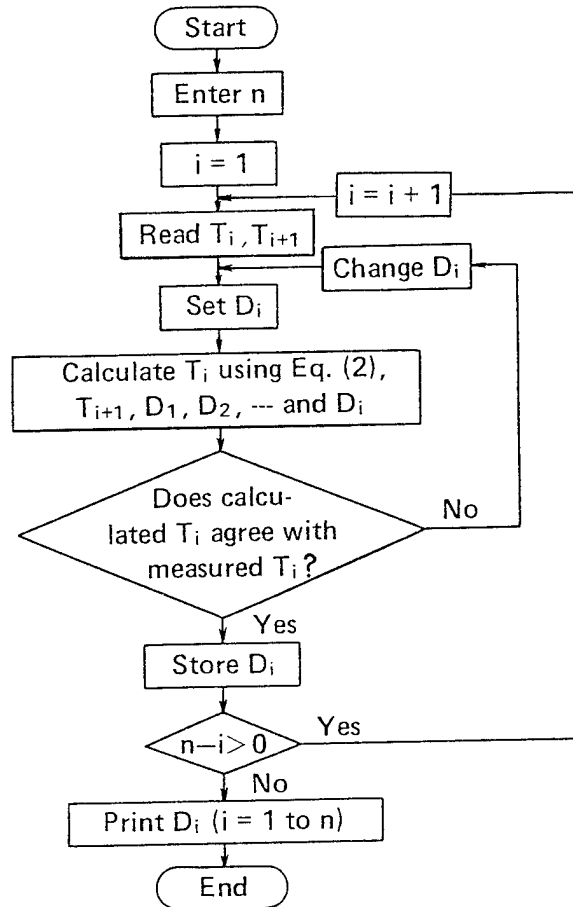 Start
Enter n
i = 1
i = i + 1
Read Tᵢ, Tᵢ₊₁
Change Dᵢ
Set Dᵢ
Calculate Tᵢ using Eq. (2),
Tᵢ₊₁, D₁, D₂, --- and Dᵢ
Does calcu-
lated Tᵢ agree with
measured Tᵢ?
No
Yes
Store Dᵢ
n–i> 0
Yes
No
Print Dᵢ (i = 1 to n)
End